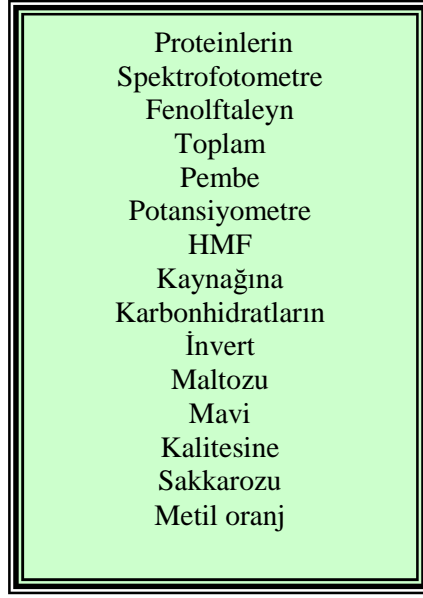 Proteinlerin
Spektrofotometre
Fenolftaleyn
Toplam
Pembe
Potansiyometre
HMF
Kaynağına
Karbonhidratların
İnvert
Maltozu
Mavi
Kalitesine
Sakkarozu
Metil oranj